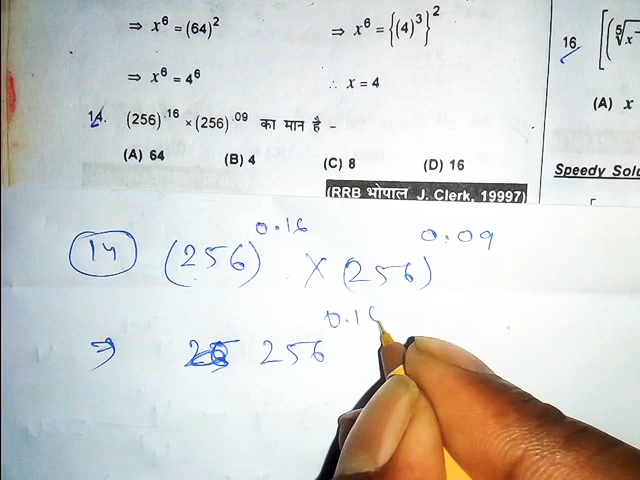 ⇒ x⁶ = (64)² ⇒ x⁶ = {(4)³}²
⇒ x⁶ = 4⁶ ∴ x = 4
14. (256)^.16 × (256)^.09 का मान है -
(A) 64 (B) 4 (C) 8 (D) 16
(RRB भोपाल J. Clerk, 19997)
16. [(⁵√x
(A) x
Speedy Solu
14 (256)^0.16 × (256)^0.09
⇒ 256^0.16